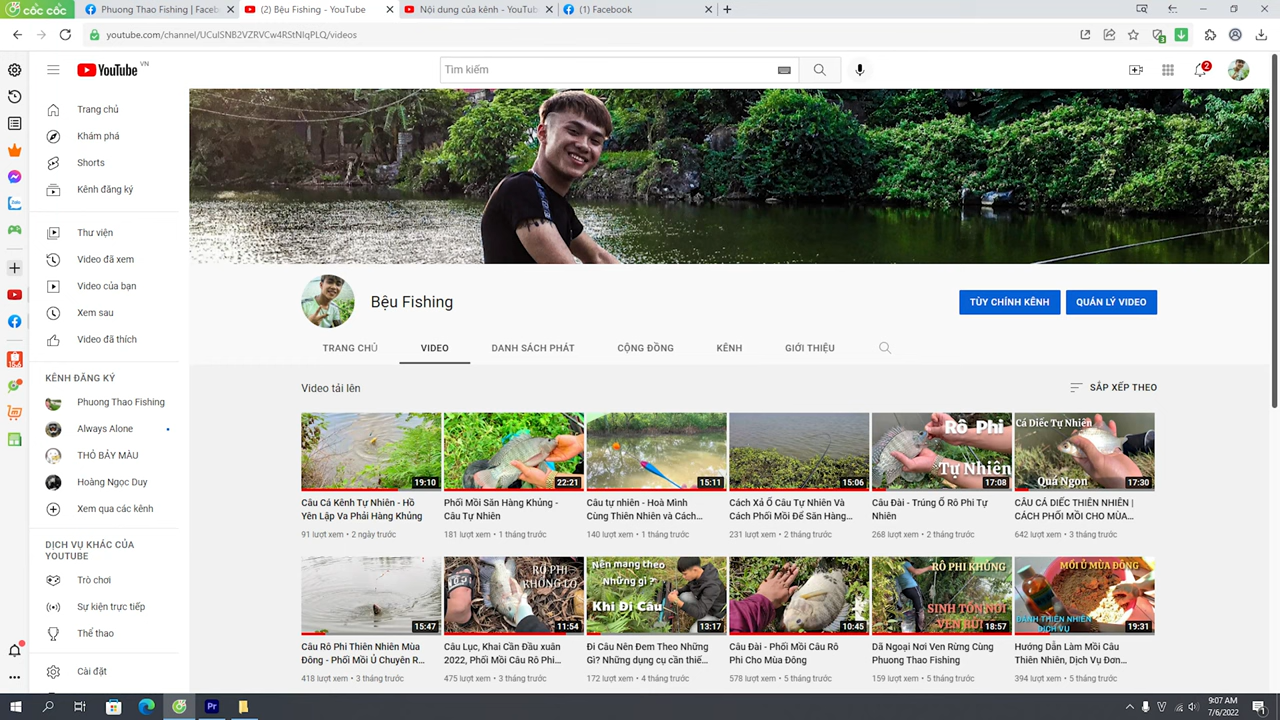 cốc cốc
Phuong Thao Fishing | Faceb
(2) Bệu Fishing - YouTube
Nội dung của kênh - YouTub
(1) Facebook
youtube.com/channel/UCulSNB2VZRVCw4RStNlqPLQ/videos
YouTube VN
Tìm kiếm
2
Trang chủ
Khám phá
Shorts
Kênh đăng ký
Thư viện
Video đã xem
Video của bạn
Xem sau
Video đã thích
KÊNH ĐĂNG KÝ
Phuong Thao Fishing
Always Alone
THỎ BẢY MÀU
Hoàng Ngọc Duy
Xem qua các kênh
DỊCH VỤ KHÁC CỦA
YOUTUBE
Trò chơi
Sự kiện trực tiếp
Thể thao
Cài đặt
Bệu Fishing
TÙY CHỈNH KÊNH
QUẢN LÝ VIDEO
TRANG CHỦ
VIDEO
DANH SÁCH PHÁT
CỘNG ĐỒNG
KÊNH
GIỚI THIỆU
Video tải lên
SẮP XẾP THEO
19:10
Câu Cá Kênh Tự Nhiên - Hồ
Yên Lập Va Phải Hàng Khủng
91 lượt xem • 2 ngày trước
22:21
Phối Mồi Săn Hàng Khủng -
Câu Tự Nhiên
181 lượt xem • 1 tháng trước
15:11
Câu tự nhiên - Hoà Mình
Cùng Thiên Nhiên và Cách...
140 lượt xem • 1 tháng trước
15:06
Cách Xả Ổ Câu Tự Nhiên Và
Cách Phối Mồi Để Săn Hàng...
231 lượt xem • 2 tháng trước
Rô Phi
Tự Nhiên
17:08
Câu Đài - Trúng Ổ Rô Phi Tự
Nhiên
268 lượt xem • 2 tháng trước
Cá Diếc Tự Nhiên
Quá Ngon
17:30
CÂU CÁ DIẾC THIÊN NHIÊN |
CÁCH PHỐI MỒI CHO MÙA...
642 lượt xem • 3 tháng trước
15:47
Câu Rô Phi Thiên Nhiên Mùa
Đông - Phối Mồi Ủ Chuyên R...
418 lượt xem • 3 tháng trước
RÔ PHI
KHỔNG LỒ
11:54
Câu Lục, Khai Cần Đầu xuân
2022, Phối Mồi Câu Rô Phi...
475 lượt xem • 3 tháng trước
Nên mang theo
Những gì ?
Khi Đi Câu
13:17
Đi Câu Nên Đem Theo Những
Gì? Những dụng cụ cần thiế...
172 lượt xem • 4 tháng trước
10:45
Câu Đài - Phối Mồi Câu Rô
Phi Cho Mùa Đông
578 lượt xem • 5 tháng trước
RÔ PHI KHỦNG
SINH TỒN NƠI
VEN RỪI
18:57
Dã Ngoại Nơi Ven Rừng Cùng
Phuong Thao Fishing
159 lượt xem • 5 tháng trước
MỒI Ủ MÙA ĐÔNG
ĐÁNH THIÊN NHIÊN
DỊCH VỤ
19:31
Hướng Dẫn Làm Mồi Câu
Thiên Nhiên, Dịch Vụ Đơn...
394 lượt xem • 5 tháng trước
Pr
9:07 AM
7/6/2022